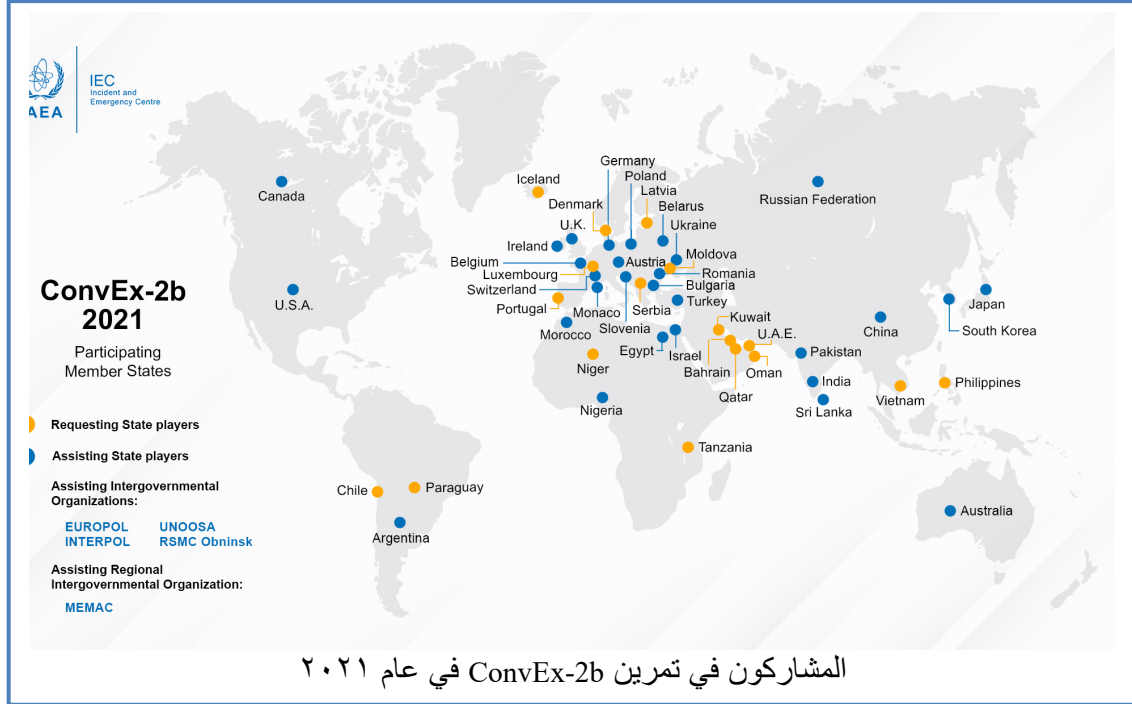 IEC
Incident and
Emergency Centre
AEA
ConvEx-2b
2021
Participating
Member States
Requesting State players
Assisting State players
Assisting Intergovernmental
Organizations:
EUROPOL UNOOSA
INTERPOL RSMC Obninsk
Assisting Regional
Intergovernmental Organization:
MEMAC
Canada
U.S.A.
Iceland
Germany
Poland
Latvia
Denmark
Belarus
U.K.
Ukraine
Ireland
Belgium
Austria
Moldova
Luxembourg
Romania
Switzerland
Bulgaria
Portugal
Monaco
Serbia
Turkey
Slovenia
Morocco
Egypt
Israel
Kuwait
U.A.E.
Bahrain
Oman
Qatar
Niger
Nigeria
Tanzania
Russian Federation
Japan
South Korea
China
Pakistan
India
Sri Lanka
Vietnam
Philippines
Chile
Paraguay
Argentina
Australia
المشاركون في تمرين ConvEx-2b في عام ٢٠٢١